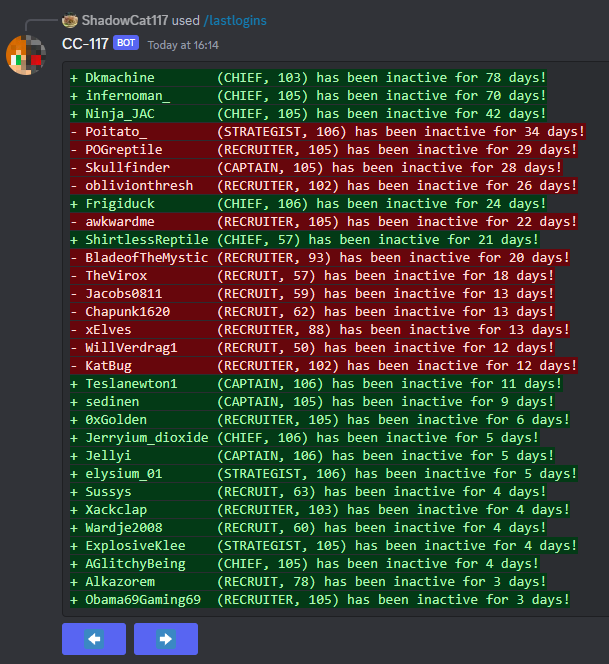 ShadowCat117 used /lastlogins
CC-117 BOT Today at 16:14
+ Dkmachine (CHIEF, 103) has been inactive for 78 days!
+ infernoman_ (CHIEF, 105) has been inactive for 70 days!
+ Ninja_JAC (CHIEF, 105) has been inactive for 42 days!
- Poitato_ (STRATEGIST, 106) has been inactive for 34 days!
- POGreptile (RECRUITER, 105) has been inactive for 29 days!
- Skullfinder (CAPTAIN, 105) has been inactive for 28 days!
- oblivionthresh (RECRUITER, 102) has been inactive for 26 days!
+ Frigiduck (CHIEF, 106) has been inactive for 24 days!
- awkwardme (RECRUITER, 105) has been inactive for 22 days!
+ ShirtlessReptile (CHIEF, 57) has been inactive for 21 days!
- BladeofTheMystic (RECRUITER, 93) has been inactive for 20 days!
- TheVirox (RECRUIT, 57) has been inactive for 18 days!
- Jacobs0811 (RECRUIT, 59) has been inactive for 13 days!
- Chapunk1620 (RECRUIT, 62) has been inactive for 13 days!
- xElves (RECRUITER, 88) has been inactive for 13 days!
- WillVerdrag1 (RECRUIT, 50) has been inactive for 12 days!
- KatBug (RECRUITER, 102) has been inactive for 12 days!
+ Teslanewton1 (CAPTAIN, 106) has been inactive for 11 days!
+ sedinen (CAPTAIN, 105) has been inactive for 9 days!
+ 0xGolden (RECRUITER, 105) has been inactive for 6 days!
+ Jerryium_dioxide (CHIEF, 106) has been inactive for 5 days!
+ Jellyi (CAPTAIN, 106) has been inactive for 5 days!
+ elysium_01 (STRATEGIST, 106) has been inactive for 5 days!
+ Sussys (RECRUIT, 63) has been inactive for 4 days!
+ Xackclap (RECRUITER, 103) has been inactive for 4 days!
+ Wardje2008 (RECRUIT, 60) has been inactive for 4 days!
+ ExplosiveKlee (STRATEGIST, 105) has been inactive for 4 days!
+ AGlitchyBeing (CHIEF, 105) has been inactive for 4 days!
+ Alkazorem (RECRUIT, 78) has been inactive for 3 days!
+ Obama69Gaming69 (RECRUITER, 105) has been inactive for 3 days!